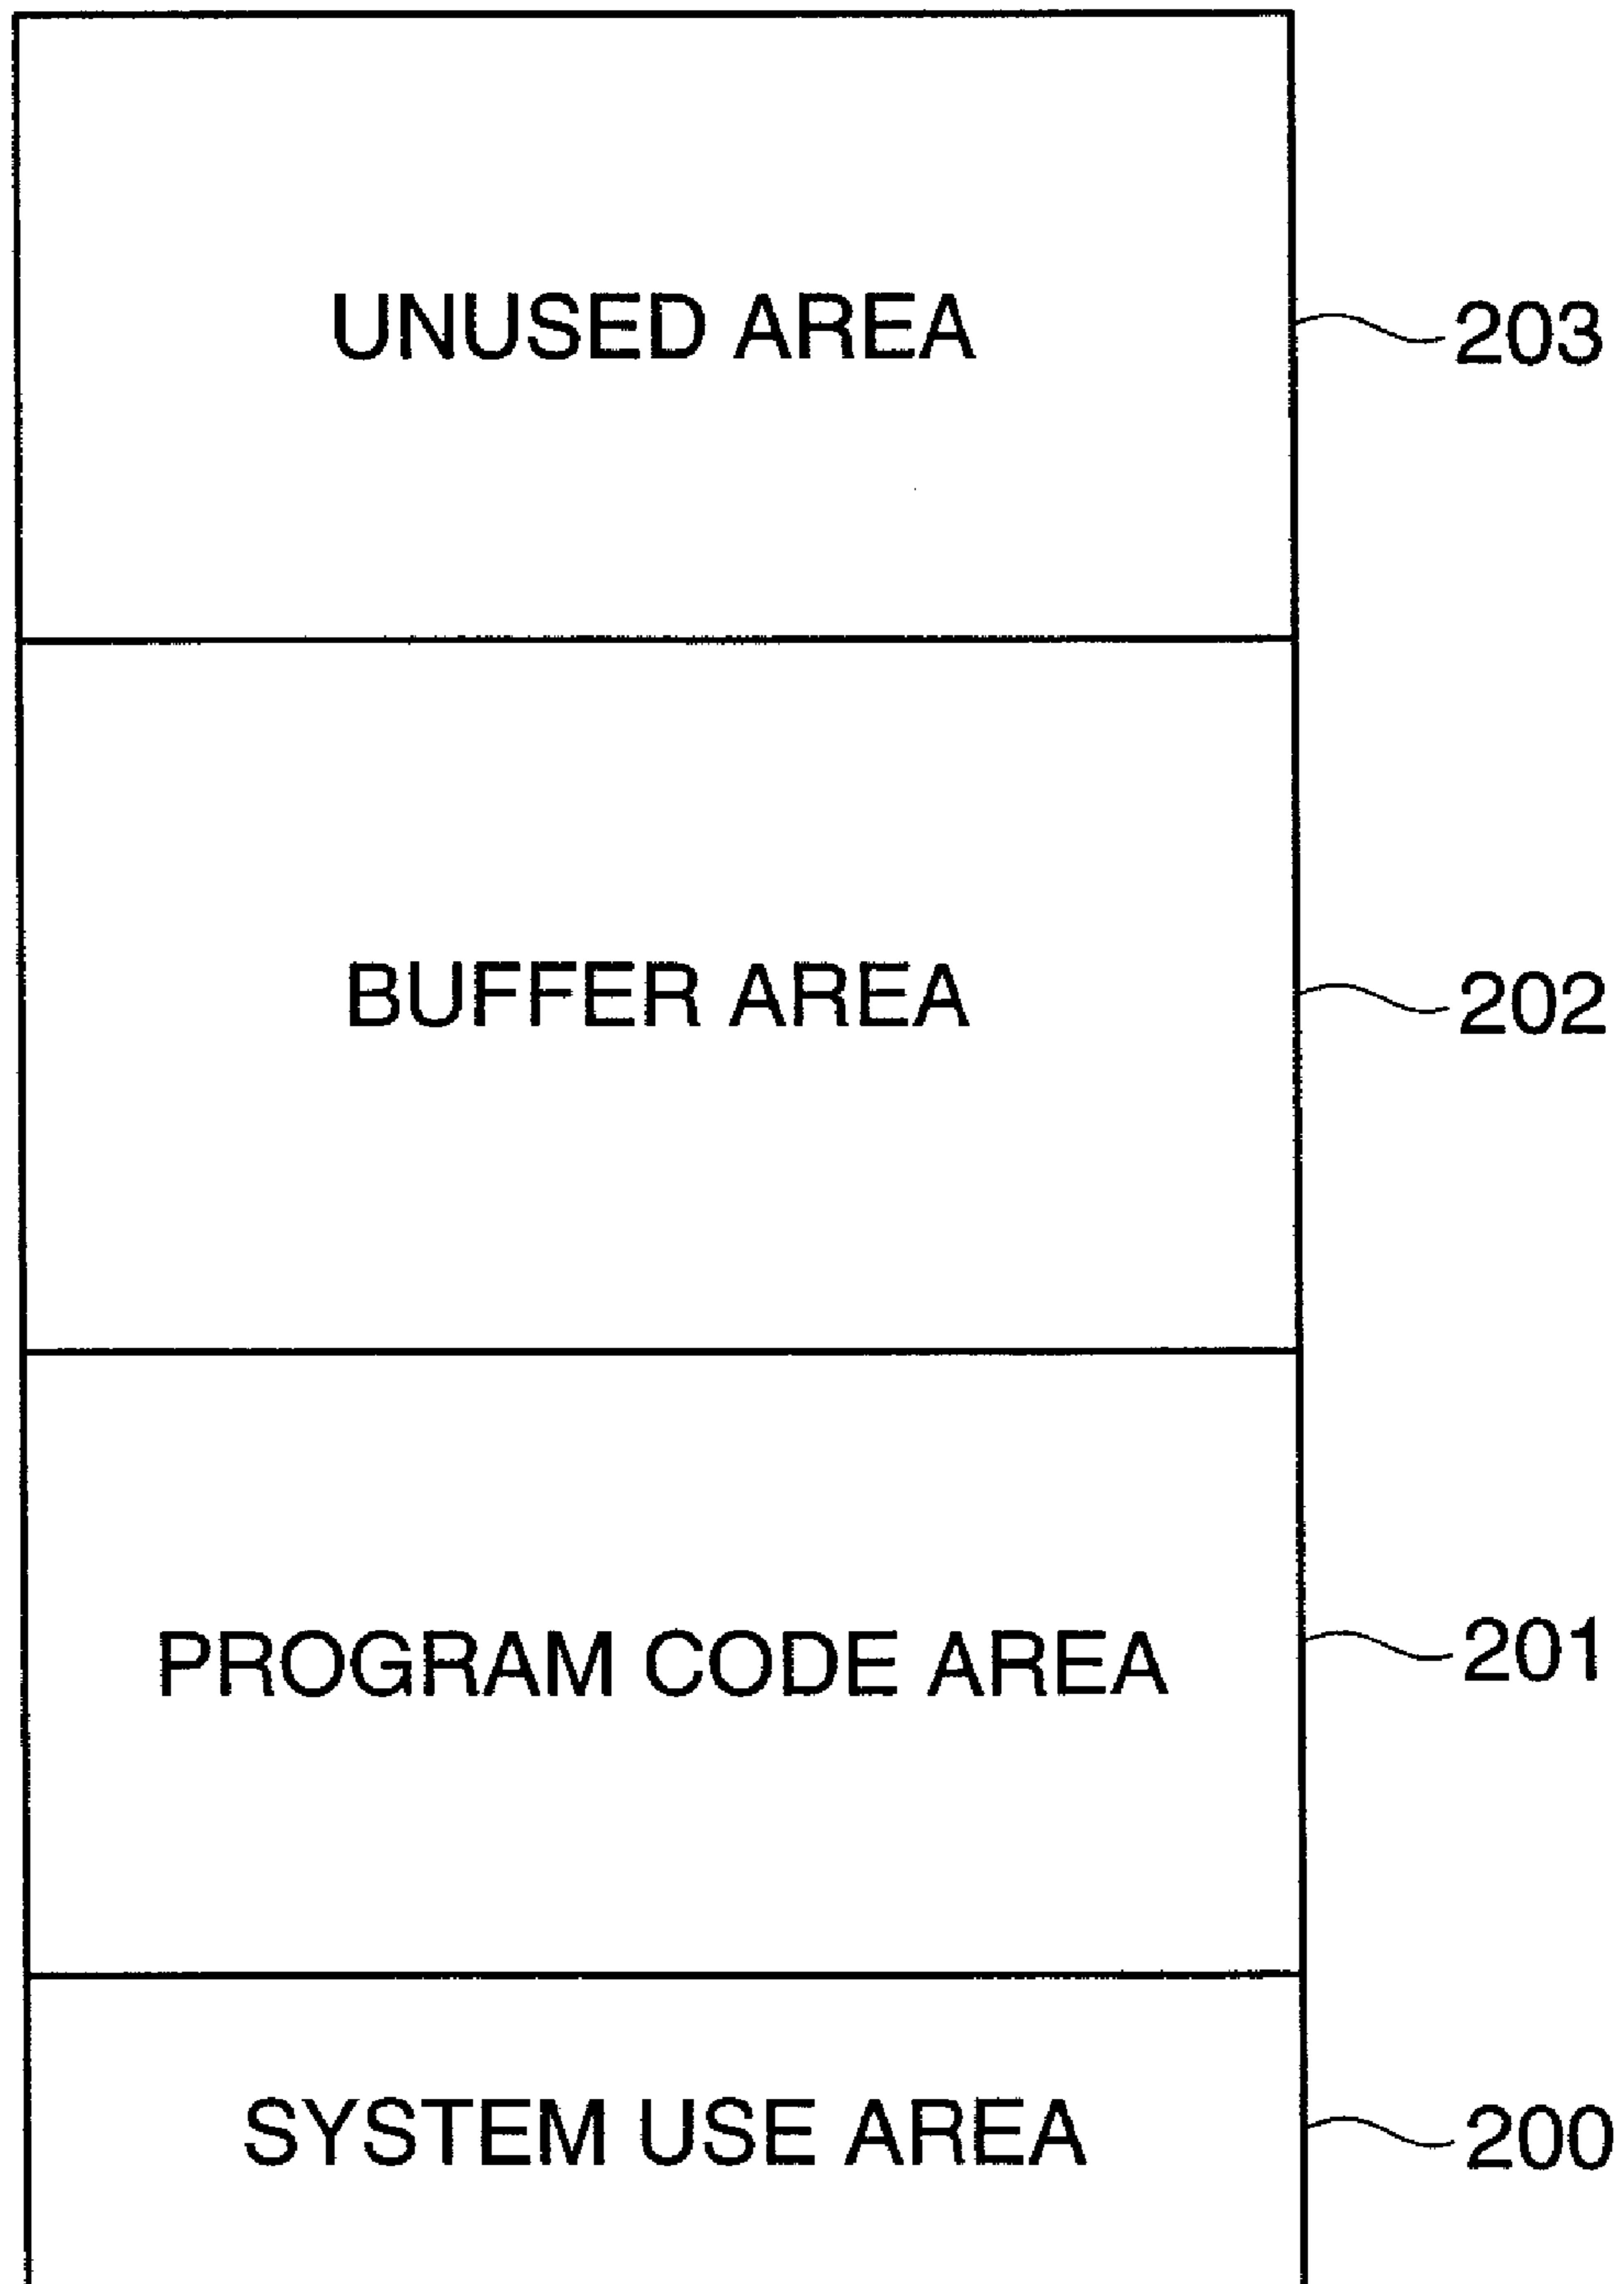 UNUSED AREA 203
BUFFER AREA 202
PROGRAM CODE AREA 201
SYSTEM USE AREA 200